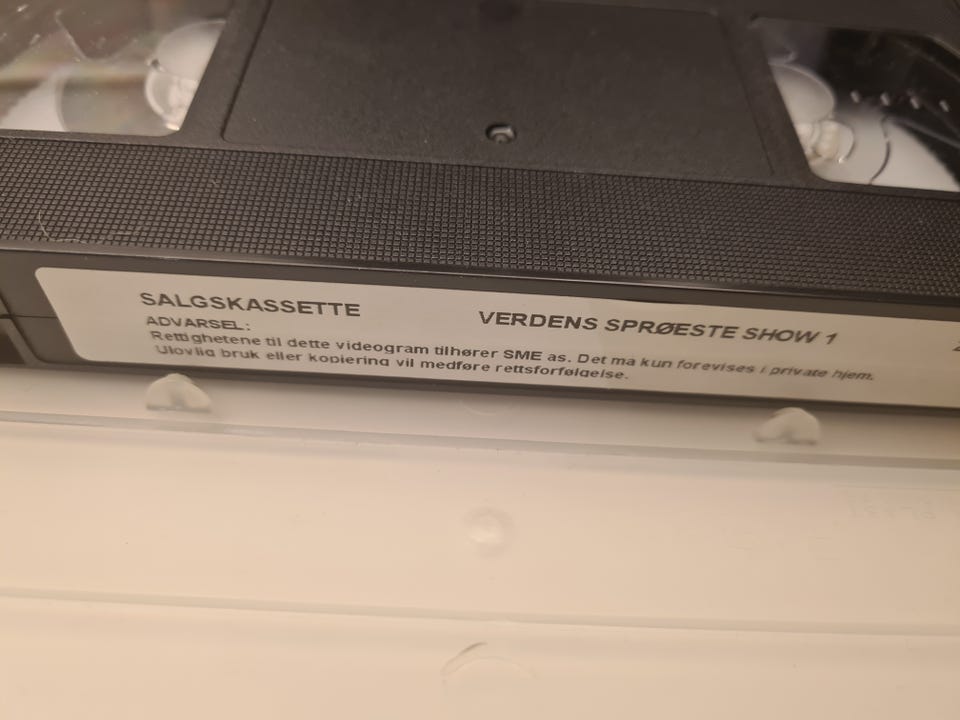 SALGSKASSETTE VERDENS SPRØESTE SHOW 1
ADVARSEL:
Rettighetene til dette videogram tilhører SME as. Det ma kun forevises i private hjem.
Ulovlig bruk eller kopiering vil medføre rettsforfølgelse.